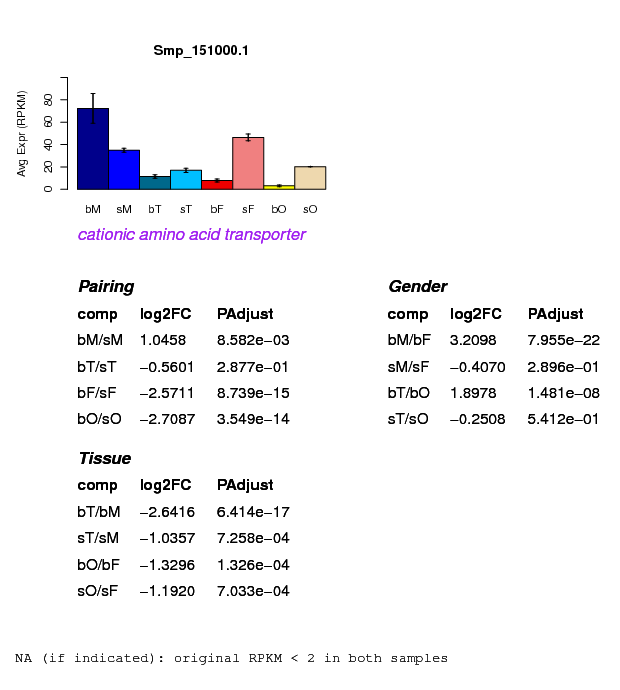 Smp_151000.1
Avg Expr (RPKM)
0 20 40 60 80
bM sM bT sT bF sF bO sO
cationic amino acid transporter
Pairing
comp log2FC PAdjust
bM/sM 1.0458 8.582e−03
bT/sT −0.5601 2.877e−01
bF/sF −2.5711 8.739e−15
bO/sO −2.7087 3.549e−14
Gender
comp log2FC PAdjust
bM/bF 3.2098 7.955e−22
sM/sF −0.4070 2.896e−01
bT/bO 1.8978 1.481e−08
sT/sO −0.2508 5.412e−01
Tissue
comp log2FC PAdjust
bT/bM −2.6416 6.414e−17
sT/sM −1.0357 7.258e−04
bO/bF −1.3296 1.326e−04
sO/sF −1.1920 7.033e−04
NA (if indicated): original RPKM < 2 in both samples